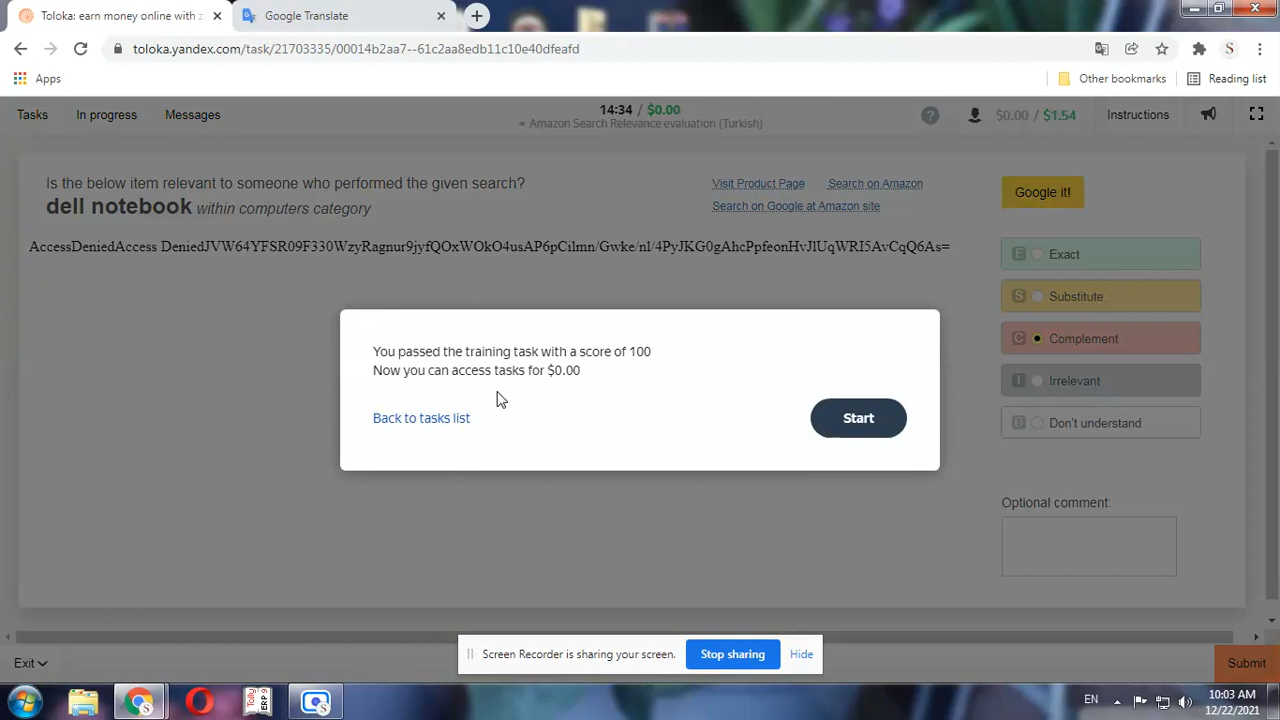 Toloka: earn money online with z
Google Translate
toloka.yandex.com/task/21703335/00014b2aa7--61c2aa8edb11c10e40dfeafd
S
Apps
Other bookmarks
Reading list
Tasks
In progress
Messages
14:34 / $0.00
Amazon Search Relevance evaluation (Turkish)
?
$0.00 / $1.54
Instructions
Is the below item relevant to someone who performed the given search?
Visit Product Page
Search on Amazon
Google it!
dell notebook within computers category
Search on Google at Amazon site
AccessDeniedAccess DeniedJVW64YFSR09F330WzyRagnur9jyfQOxWOkO4usAP6pCilmn/Gwke/nl/4PyJKG0gAhcPpfeonHvJlUqWRI5AvCqQ6As=
E Exact
S Substitute
C Complement
I Irrelevant
D Don't understand
You passed the training task with a score of 100
Now you can access tasks for $0.00
Back to tasks list
Start
Optional comment:
Screen Recorder is sharing your screen.
Stop sharing
Hide
Exit
Submit
EN
10:03 AM
12/22/2021